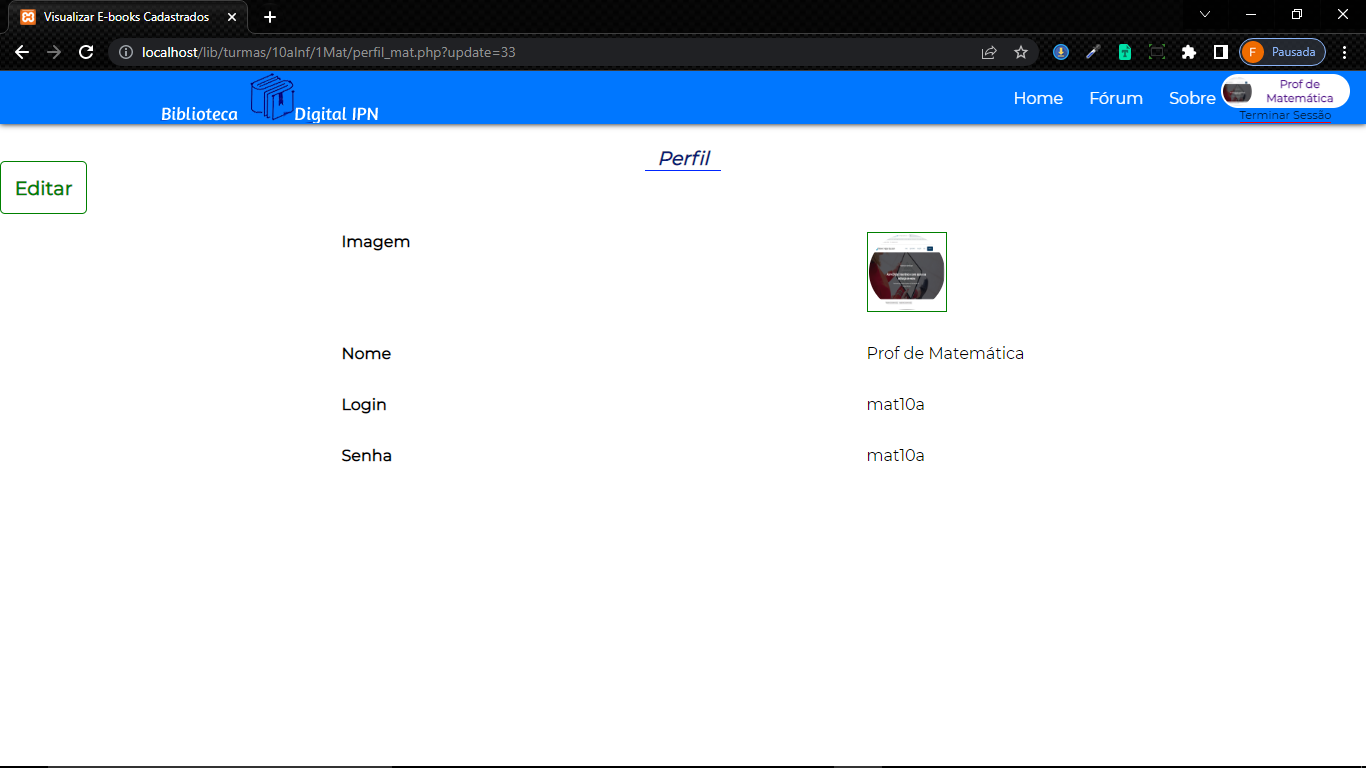 Visualizar E-books Cadastrados
localhost/lib/turmas/10aInf/1Mat/perfil_mat.php?update=33
F Pausada
Biblioteca Digital IPN
Home Fórum Sobre
Prof de
Matemática
Terminar Sessão
Perfil
Editar
Imagem
Nome Prof de Matemática
Login mat10a
Senha mat10a